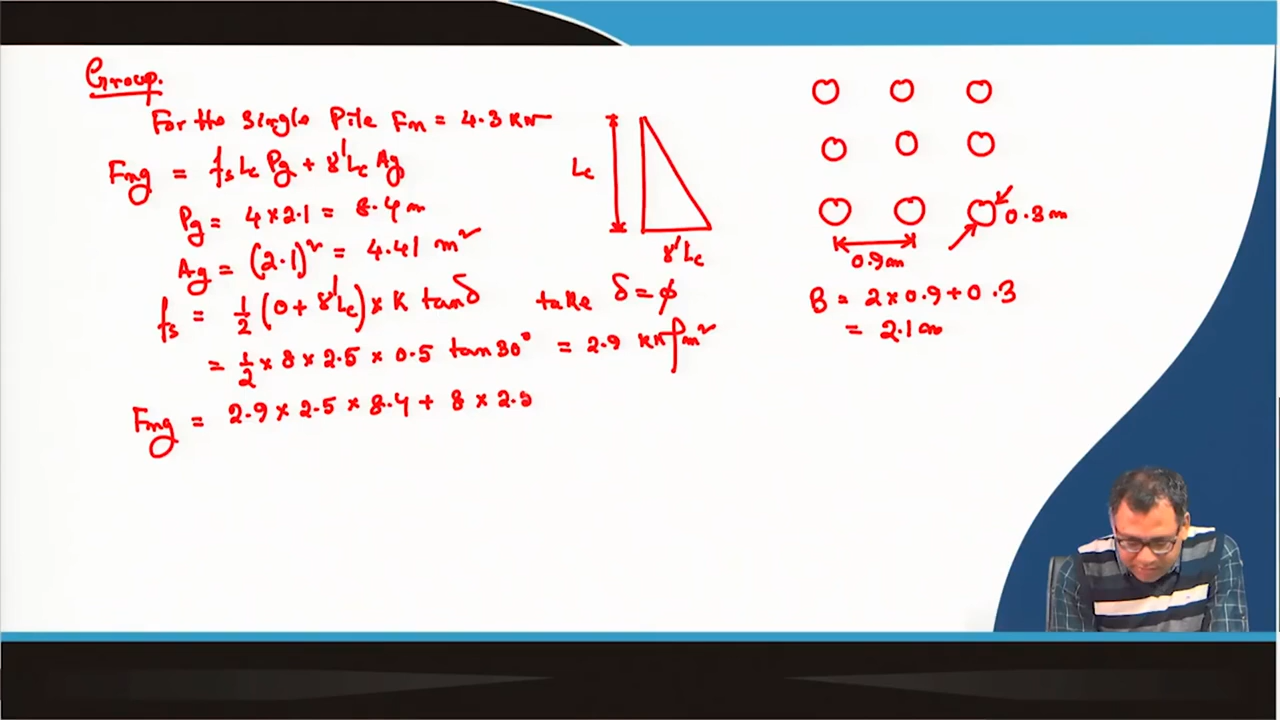 Group.
For the Single Pile Fn = 4.3 kN
Fng = fs Lc Pg + γ'Lc Ag
Pg = 4 × 2.1 = 8.4 m
Ag = (2.1)² = 4.41 m²
fs = 1/2 (0 + γ'Lc) × K tanδ take δ = φ
= 1/2 × 8 × 2.5 × 0.5 tan 30° = 2.9 kN/m²
Fng = 2.9 × 2.5 × 8.4 + 8 × 2.5
Lc
γ'Lc
0.3 m
0.9 m
B = 2 × 0.9 + 0.3
= 2.1 m